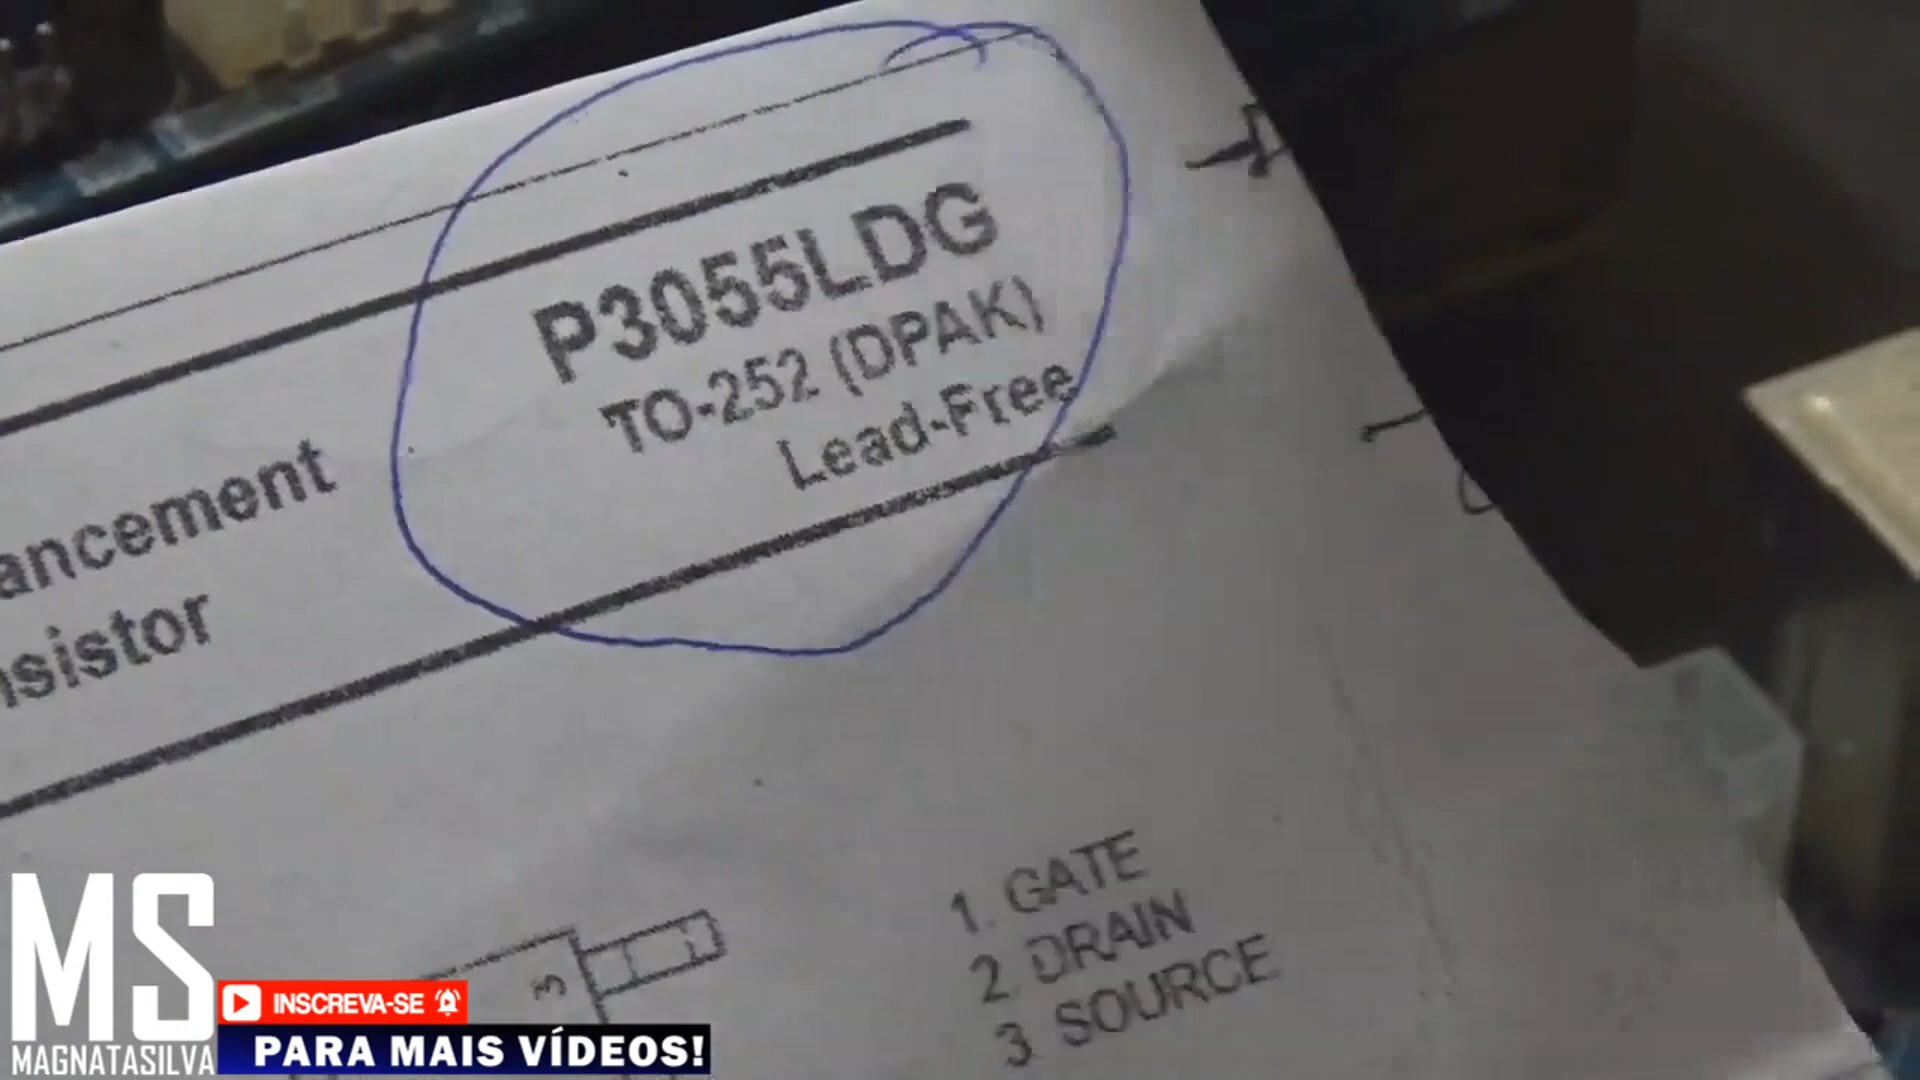 P3055LDG
TO-252 (DPAK)
Lead-Free
ancement
nsistor
1. GATE
2. DRAIN
3. SOURCE
3
MS
MAGNATASILVA
INSCREVA-SE
PARA MAIS VÍDEOS!